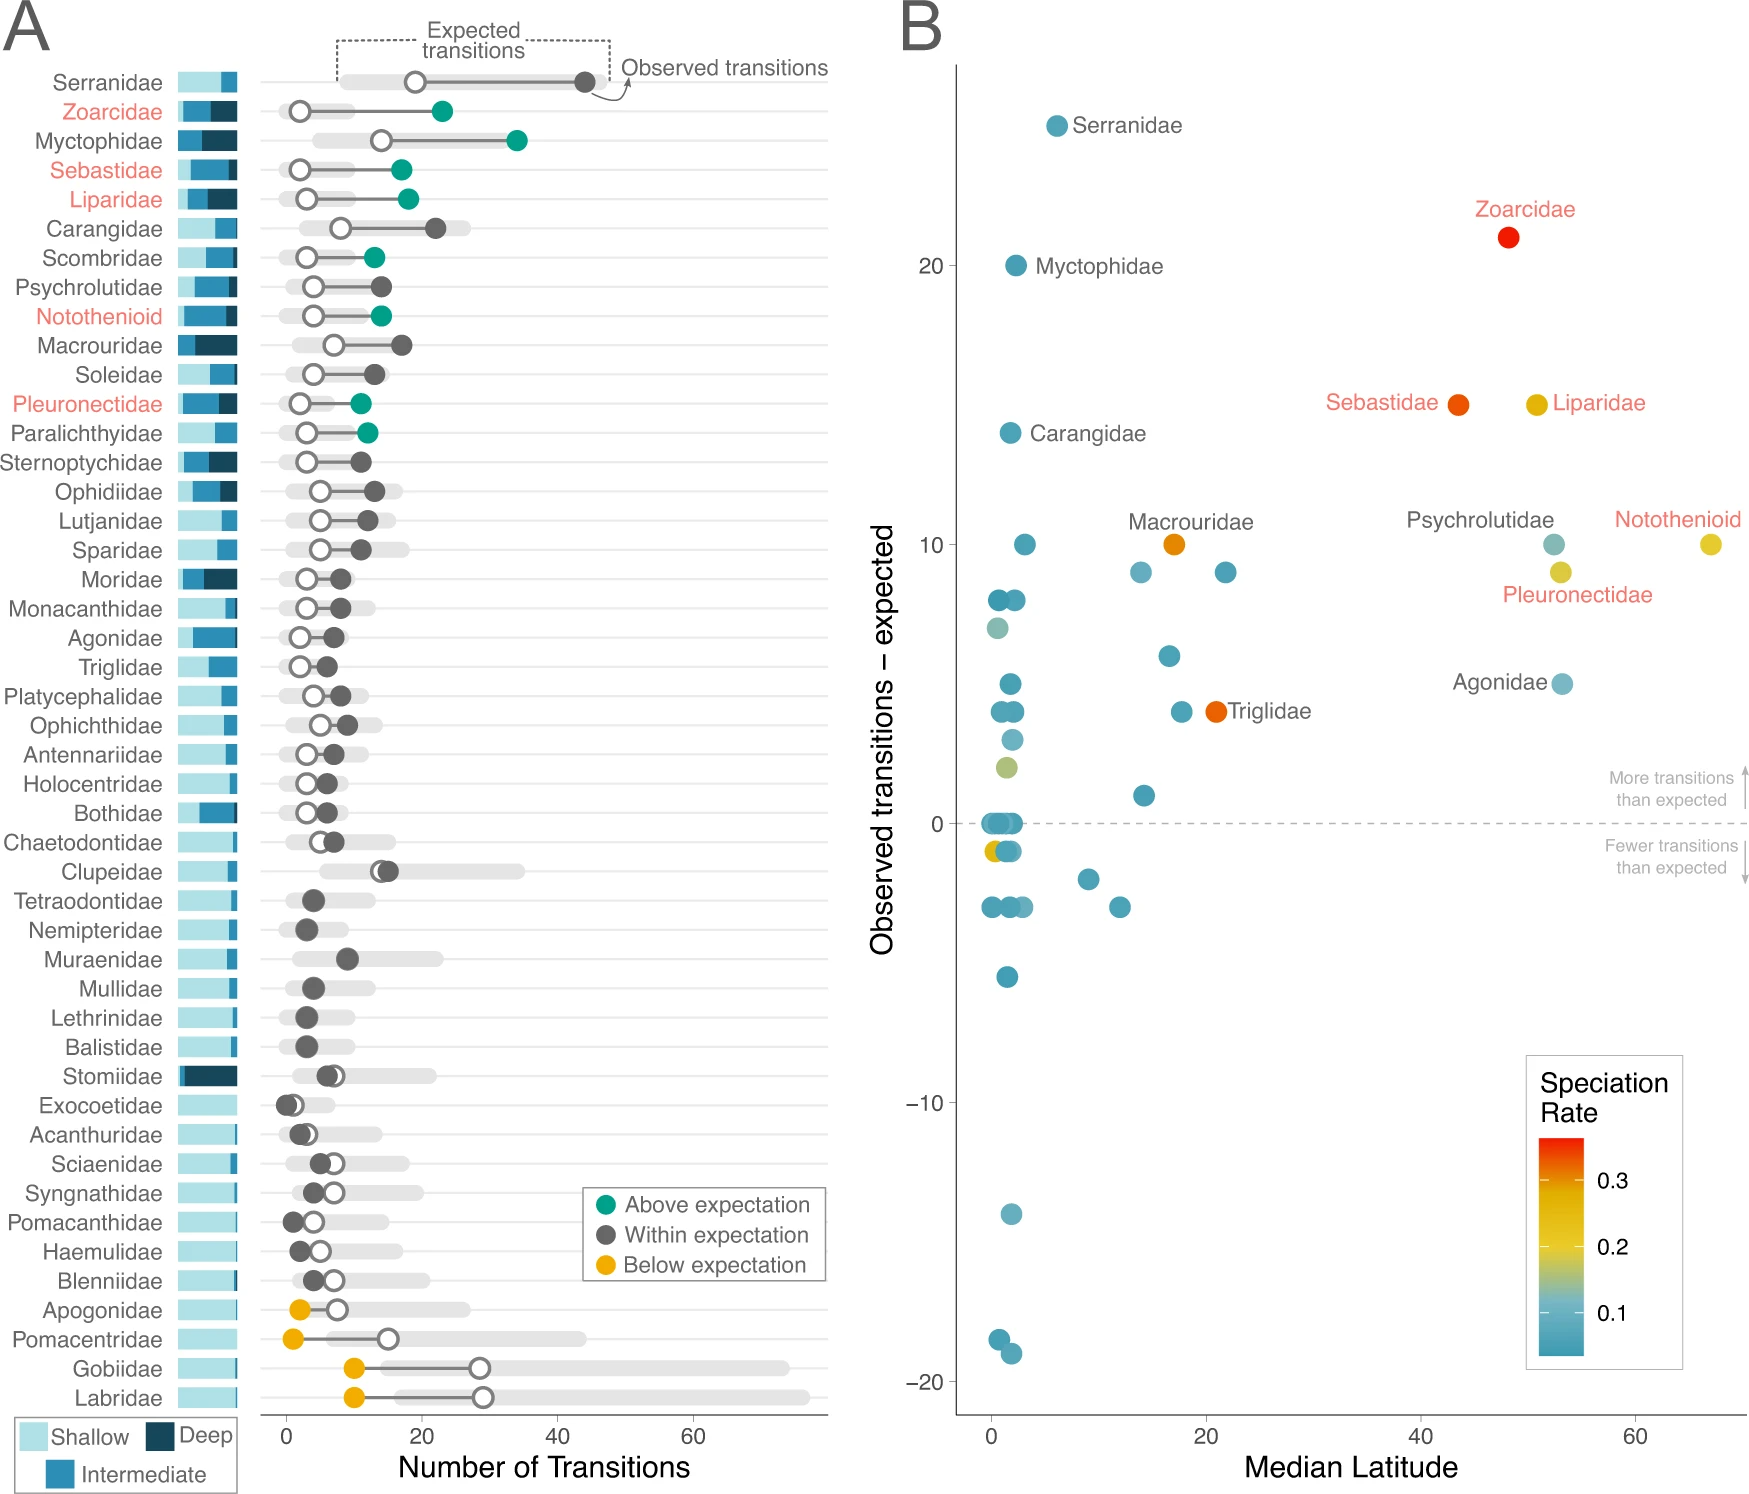 A
Expected
transitions
Observed transitions
Serranidae
Zoarcidae
Myctophidae
Sebastidae
Liparidae
Carangidae
Scombridae
Psychrolutidae
Notothenioid
Macrouridae
Soleidae
Pleuronectidae
Paralichthyidae
Sternoptychidae
Ophidiidae
Lutjanidae
Sparidae
Moridae
Monacanthidae
Agonidae
Triglidae
Platycephalidae
Ophichthidae
Antennariidae
Holocentridae
Bothidae
Chaetodontidae
Clupeidae
Tetraodontidae
Nemipteridae
Muraenidae
Mullidae
Lethrinidae
Balistidae
Stomiidae
Exocoetidae
Acanthuridae
Sciaenidae
Syngnathidae
Pomacanthidae
Haemulidae
Blenniidae
Apogonidae
Pomacentridae
Gobiidae
Labridae
Above expectation
Within expectation
Below expectation
Shallow
Deep
Intermediate
0 20 40 60
Number of Transitions
B
Observed transitions – expected
20
10
0
−10
−20
Serranidae
Zoarcidae
Myctophidae
Sebastidae
Liparidae
Carangidae
Macrouridae
Psychrolutidae
Notothenioid
Pleuronectidae
Agonidae
Triglidae
More transitions
than expected
Fewer transitions
than expected
Speciation
Rate
0.3
0.2
0.1
0 20 40 60
Median Latitude